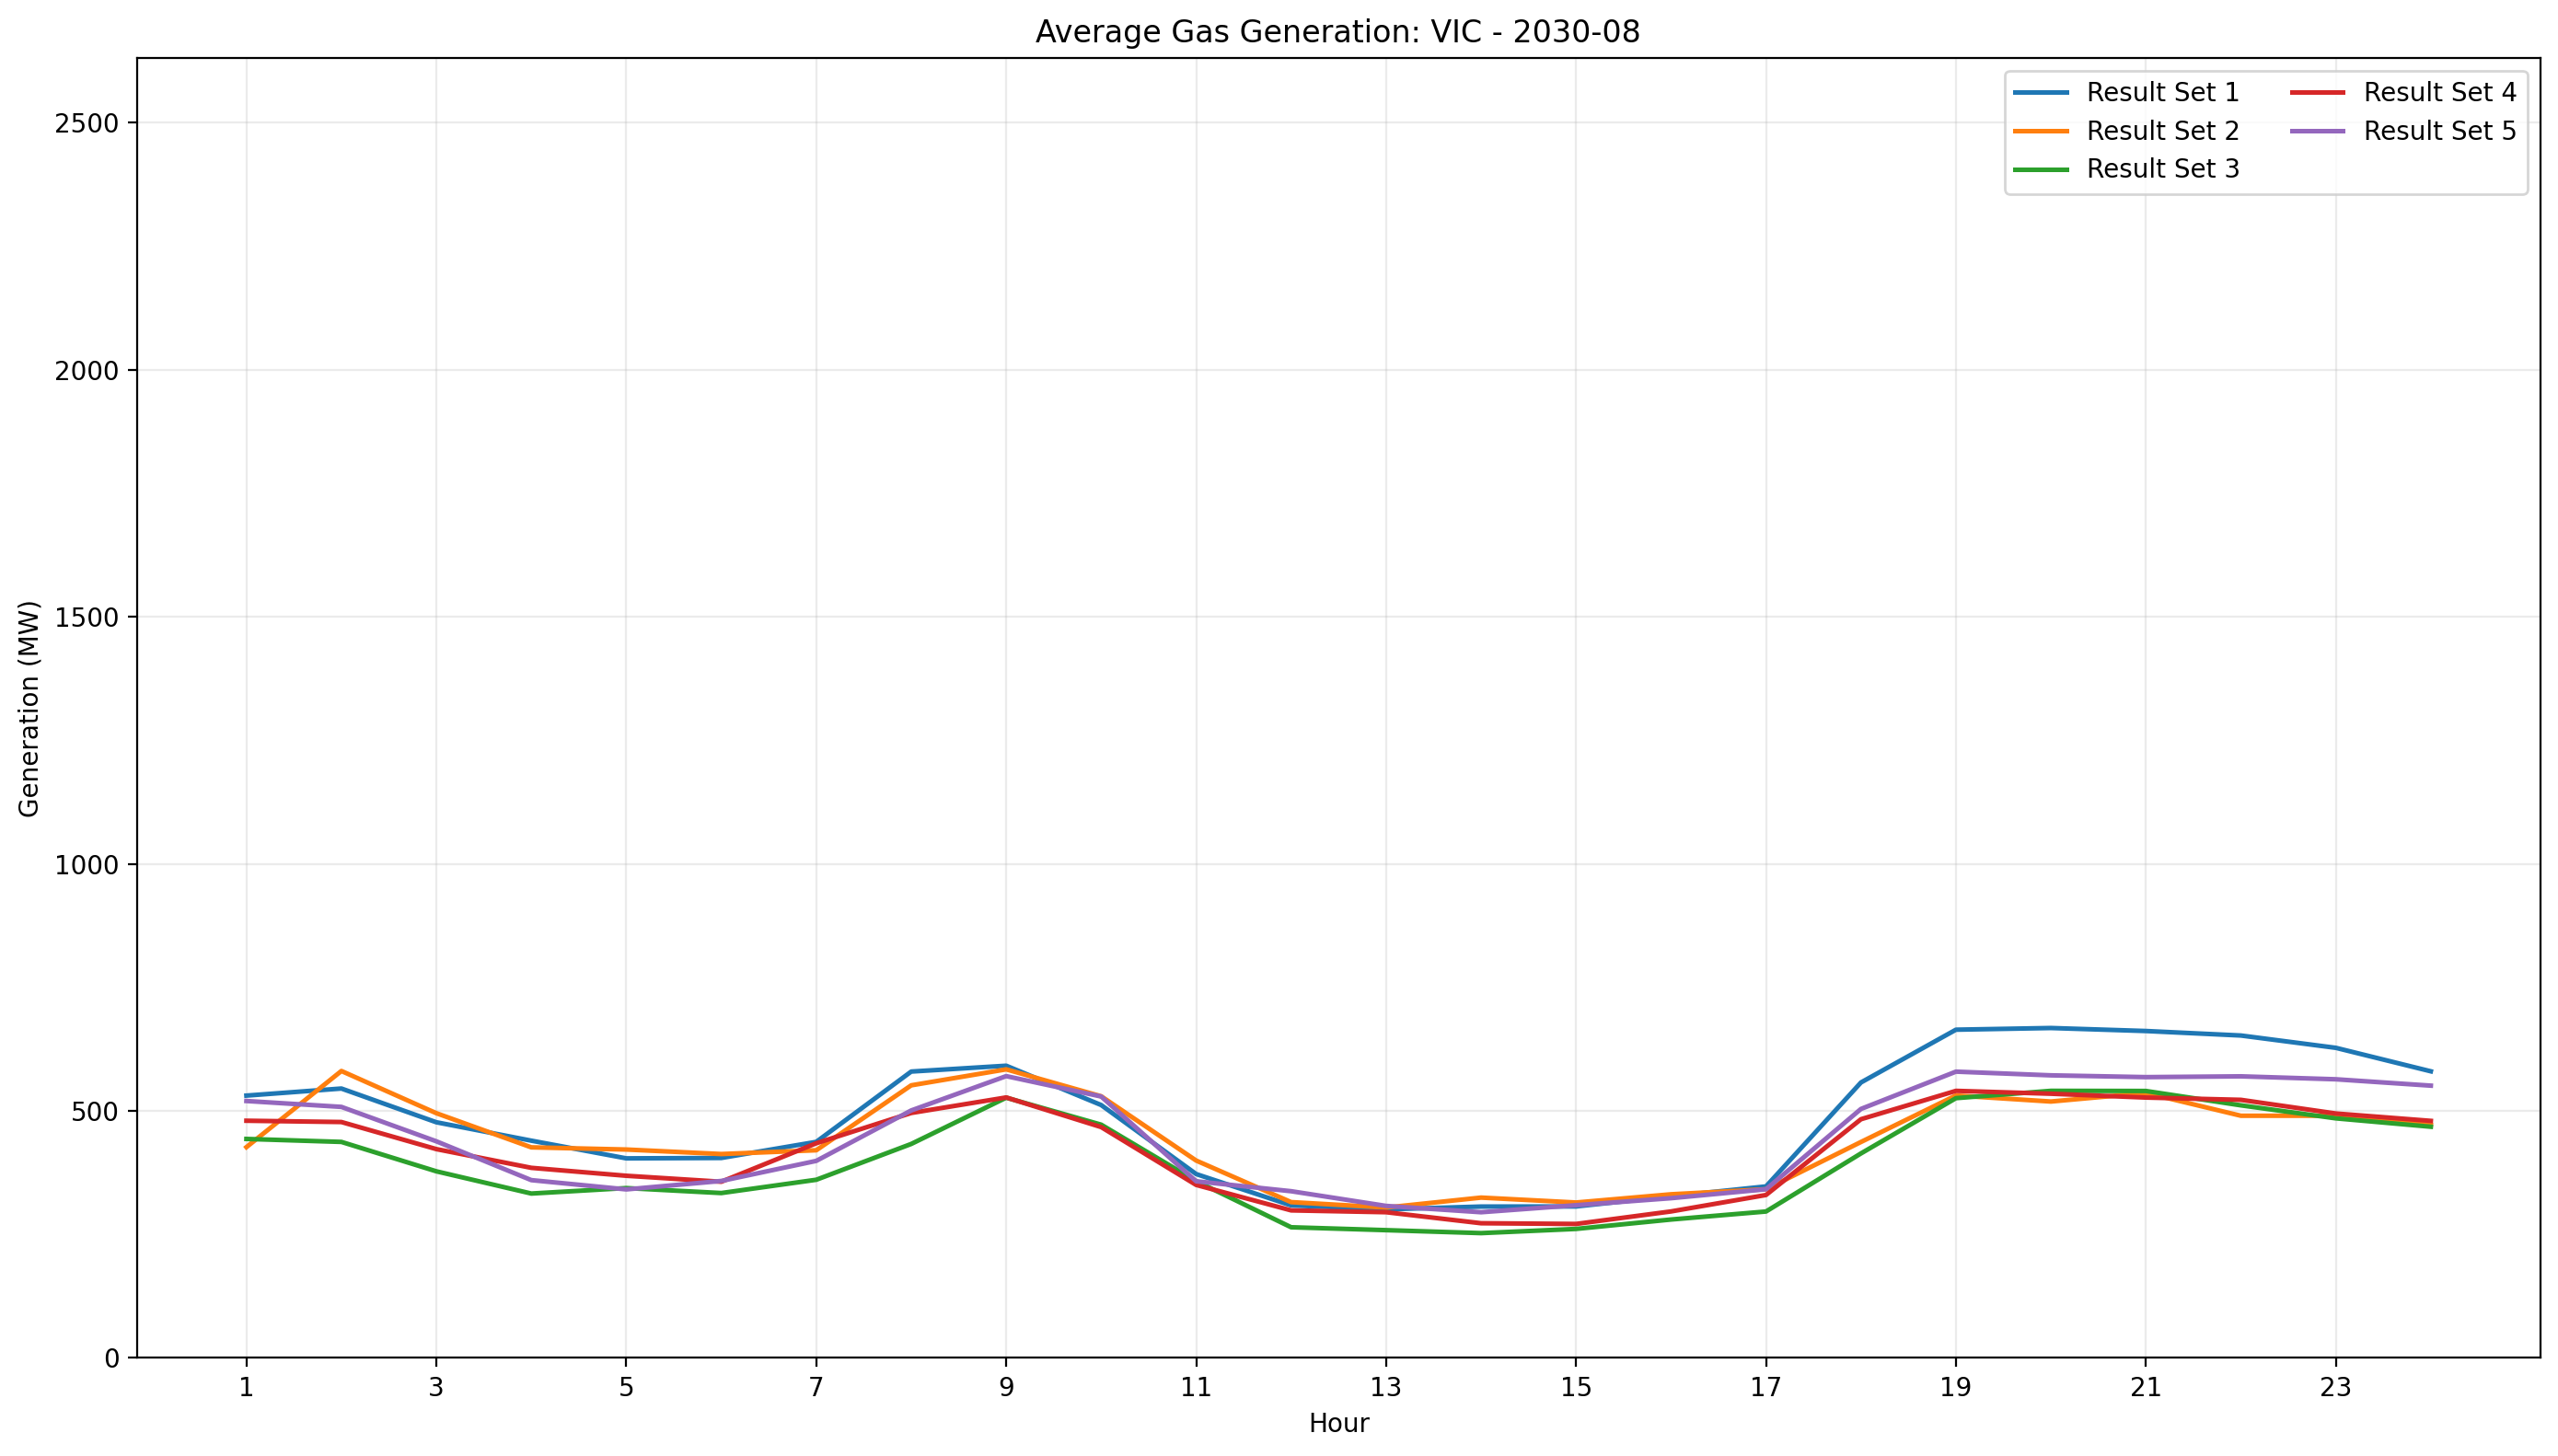 Average Gas Generation: VIC - 2030-08
Result Set 1
Result Set 2
Result Set 3
Result Set 4
Result Set 5
Generation (MW)
2500
2000
1500
1000
500
0
1 3 5 7 9 11 13 15 17 19 21 23
Hour